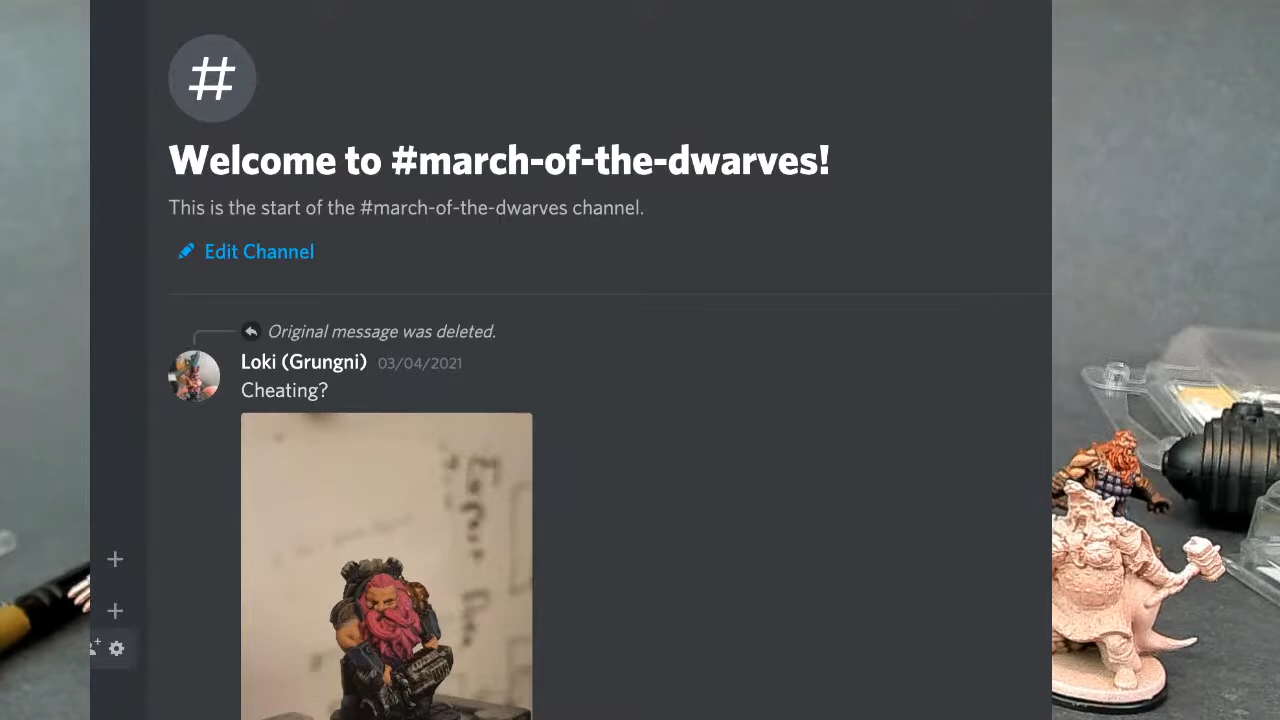 #
Welcome to #march-of-the-dwarves!
This is the start of the #march-of-the-dwarves channel.
Edit Channel
Original message was deleted.
Loki (Grungni) 03/04/2021
Cheating?